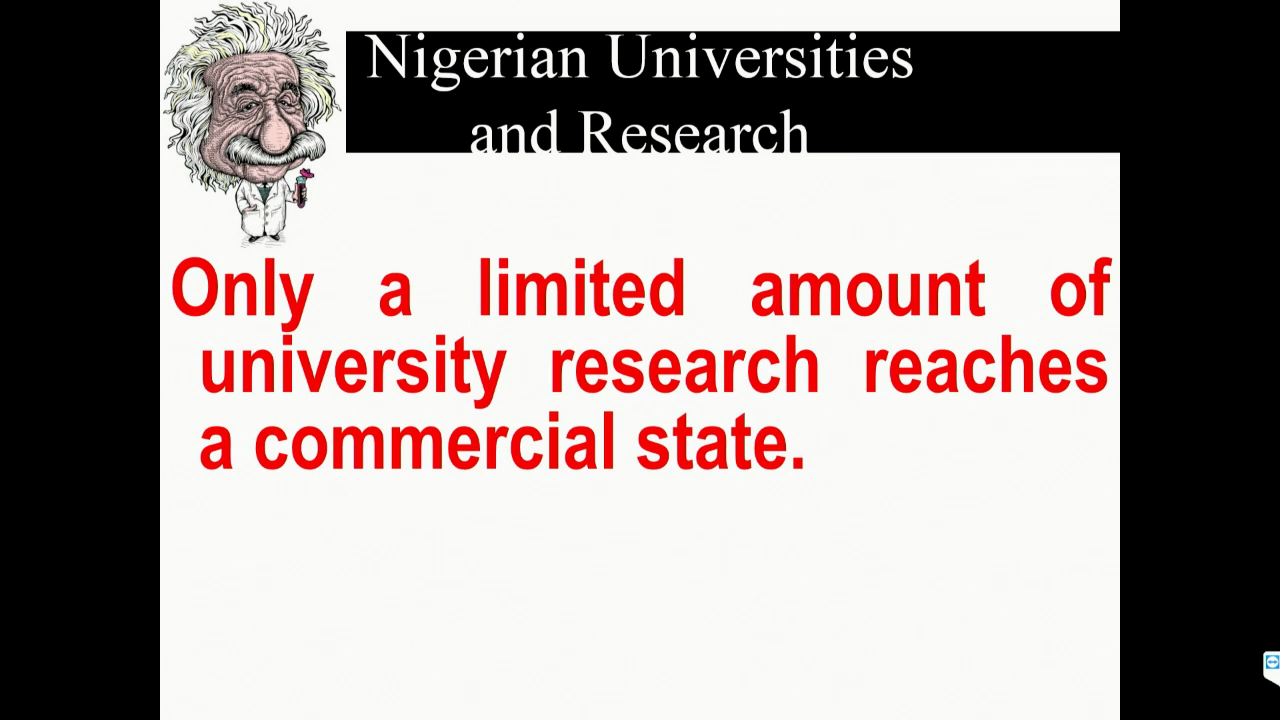 Nigerian Universities
and Research
Only a limited amount of
university research reaches
a commercial state.